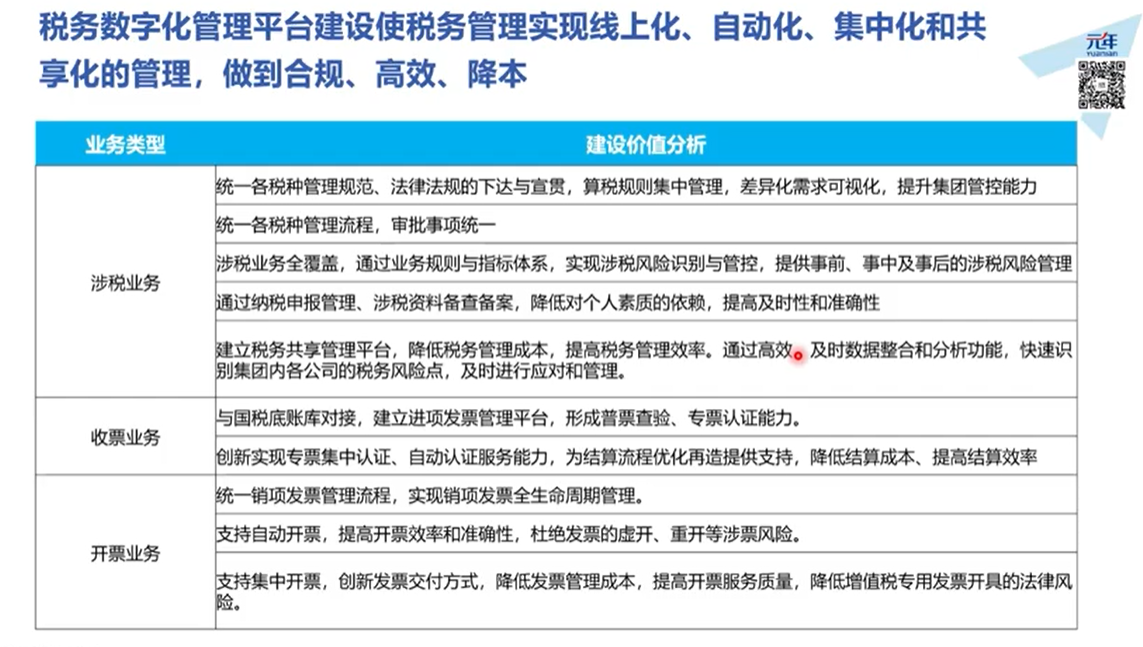 税务数字化管理平台建设使税务管理实现线上化、自动化、集中化和共
享化的管理，做到合规、高效、降本
元年
YUANIAN
业务类型
建设价值分析
涉税业务
统一各税种管理规范、法律法规的下达与宣贯，算税规则集中管理，差异化需求可视化，提升集团管控能力
统一各税种管理流程，审批事项统一
涉税业务全覆盖，通过业务规则与指标体系，实现涉税风险识别与管控，提供事前、事中及事后的涉税风险管理
通过纳税申报管理、涉税资料备查备案，降低对个人素质的依赖，提高及时性和准确性
建立税务共享管理平台，降低税务管理成本，提高税务管理效率。通过高效、及时数据整合和分析功能，快速识
别集团内各公司的税务风险点，及时进行应对和管理。
收票业务
与国税底账库对接，建立进项发票管理平台，形成普票查验、专票认证能力。
创新实现专票集中认证、自动认证服务能力，为结算流程优化再造提供支持，降低结算成本、提高结算效率
开票业务
统一销项发票管理流程，实现销项发票全生命周期管理。
支持自动开票，提高开票效率和准确性，杜绝发票的虚开、重开等涉票风险。
支持集中开票，创新发票交付方式，降低发票管理成本，提高开票服务质量，降低增值税专用发票开具的法律风
险。